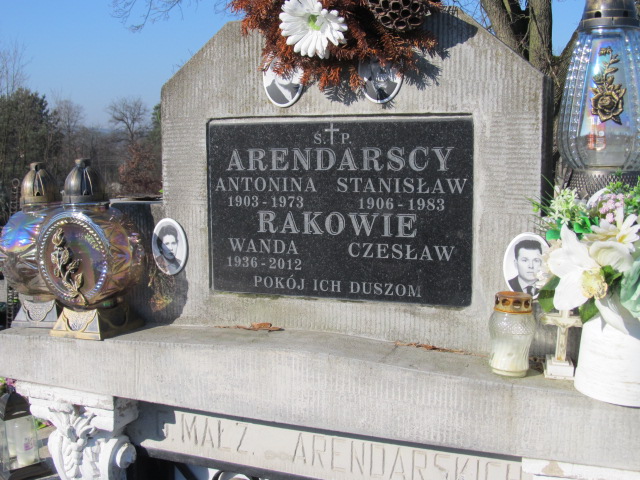 Ś.†P.
ARENDARSCY
ANTONINA STANISŁAW
1903 - 1973 1906 - 1983
RAKOWIE
WANDA CZESŁAW
1936 - 2012
POKÓJ ICH DUSZOM
MAŁŻ. ARENDARSKICH